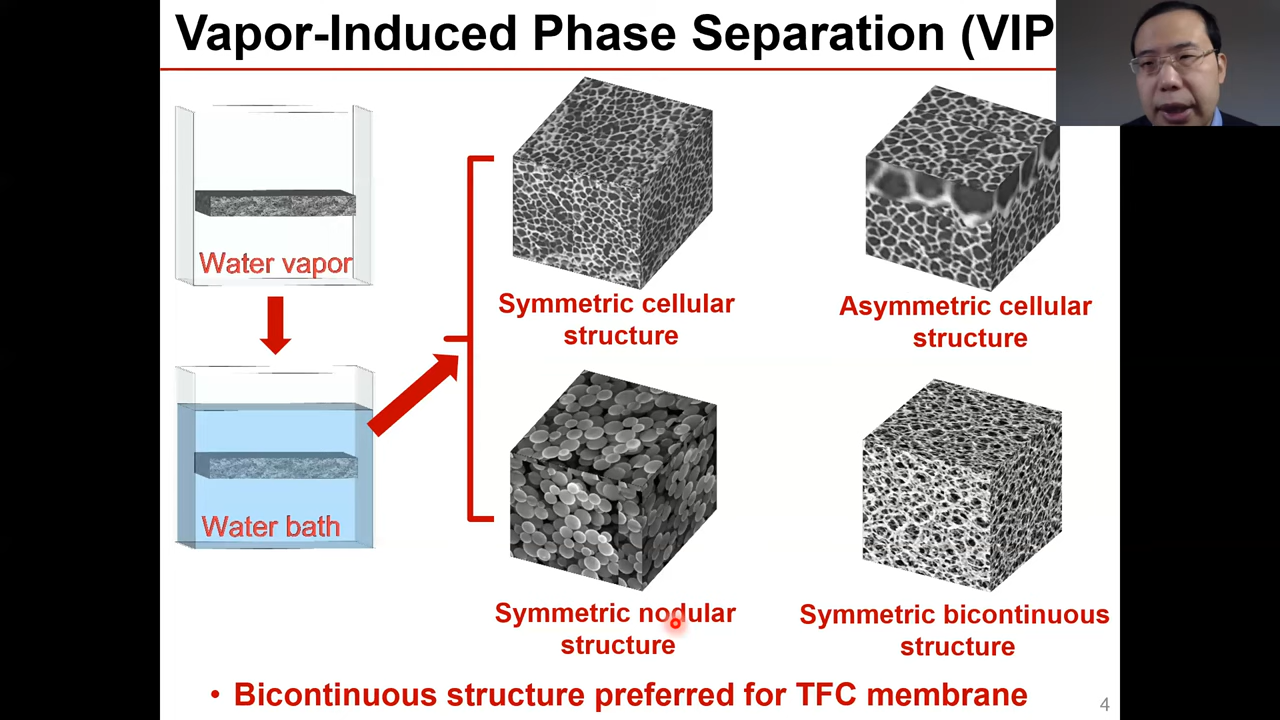 Vapor-Induced Phase Separation (VIP
Water vapor
Water bath
Symmetric cellular
structure
Asymmetric cellular
structure
Symmetric nodular
structure
Symmetric bicontinuous
structure
• Bicontinuous structure preferred for TFC membrane
4